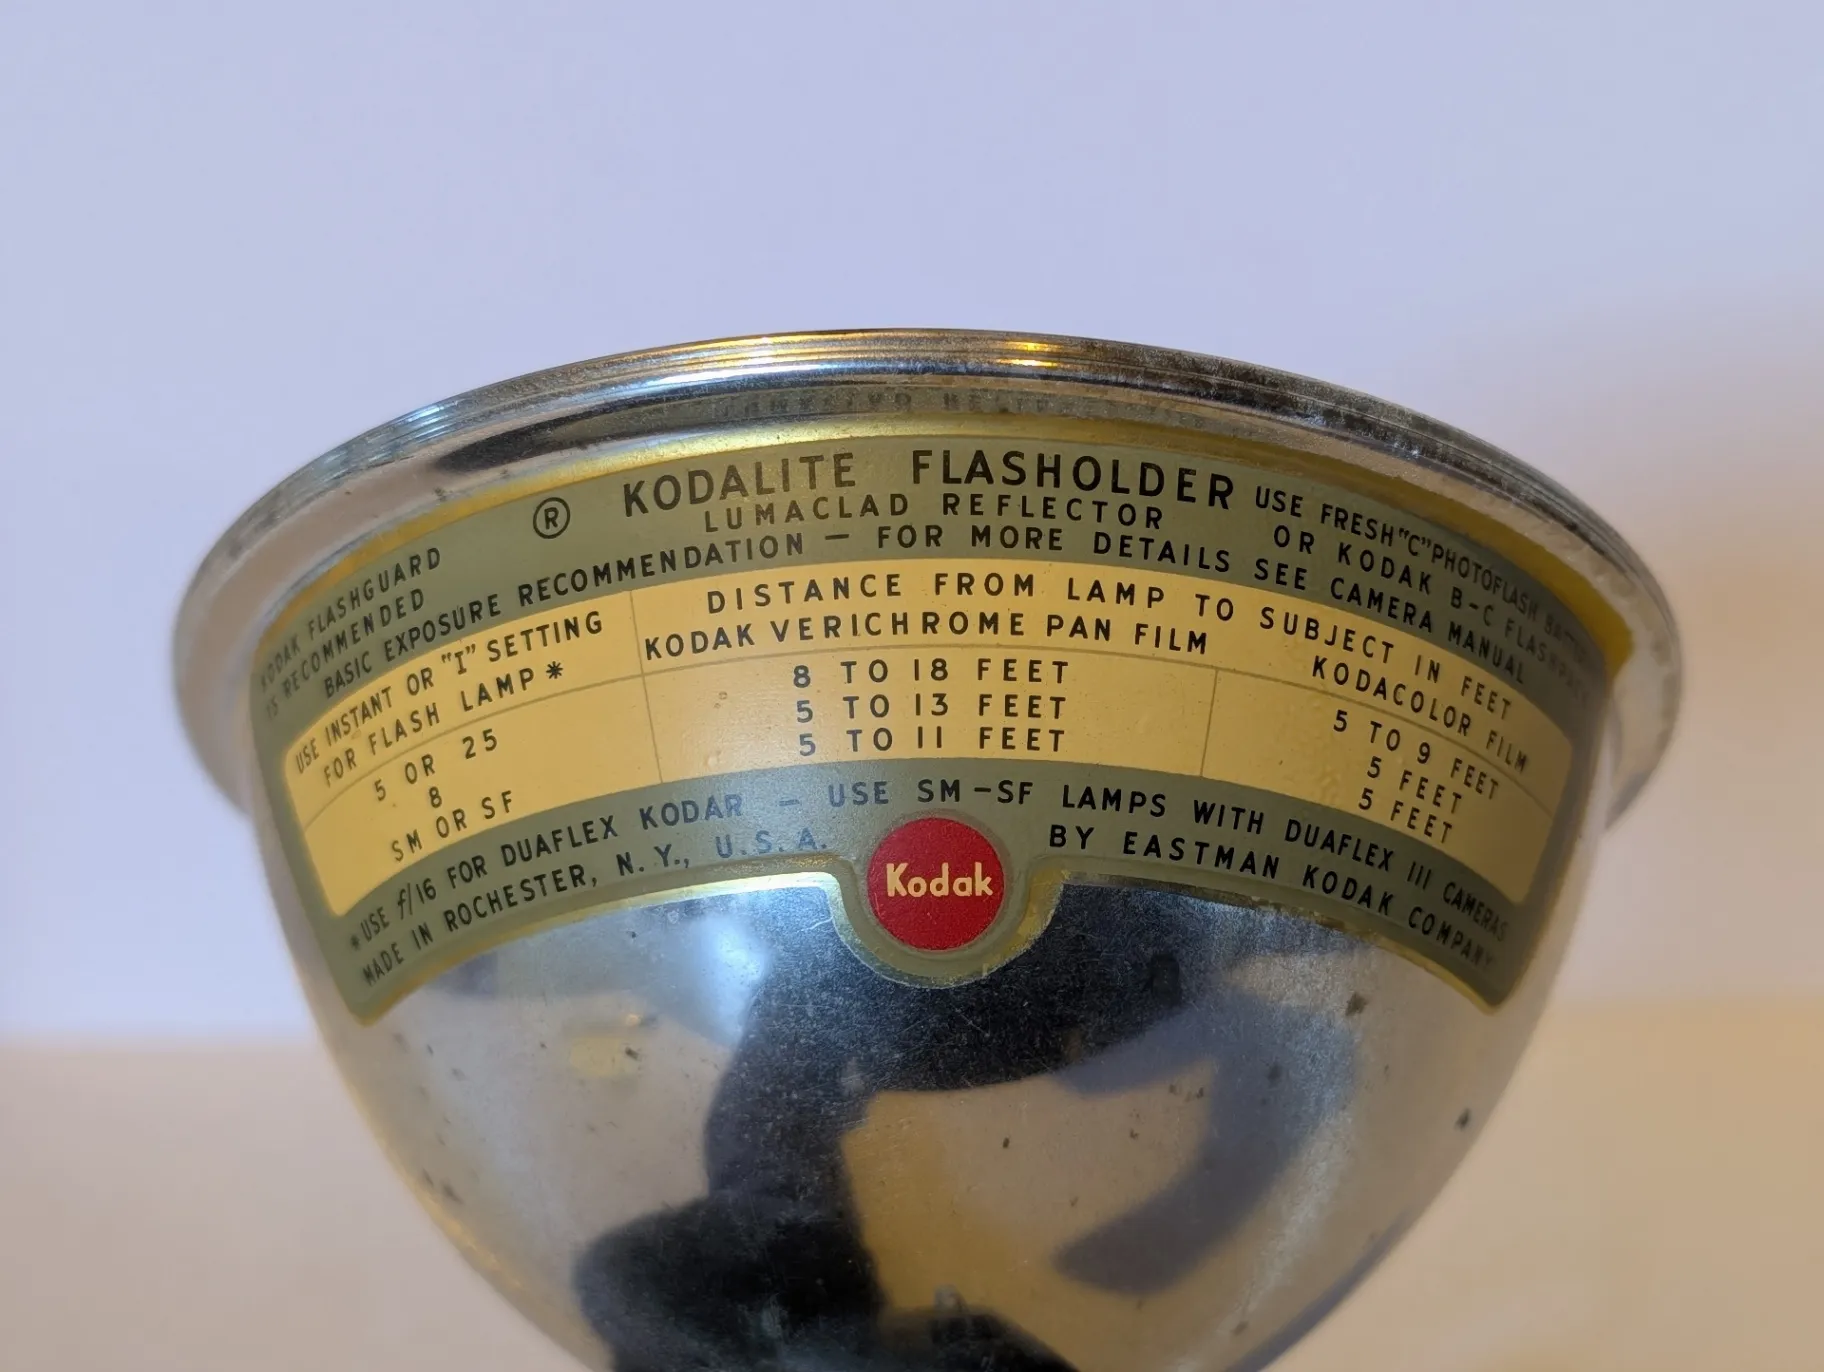 ® KODALITE FLASHOLDER
LUMACLAD REFLECTOR
KODAK FLASHGUARD
IS RECOMMENDED
USE FRESH "C" PHOTOFLASH
OR KODAK B-C FLASHPACK
BASIC EXPOSURE RECOMMENDATION — FOR MORE DETAILS SEE CAMERA MANUAL
USE INSTANT OR "I" SETTING
FOR FLASH LAMP*
DISTANCE FROM LAMP TO SUBJECT IN FEET
KODAK VERICHROME PAN FILM KODACOLOR FILM
5 OR 25 8 TO 18 FEET 5 TO 9 FEET
8 5 TO 13 FEET 5 FEET
SM OR SF 5 TO 11 FEET 5 FEET
*USE f/16 FOR DUAFLEX KODAR — USE SM-SF LAMPS WITH DUAFLEX III CAMERAS
MADE IN ROCHESTER, N. Y., U.S.A. BY EASTMAN KODAK COMPANY
Kodak